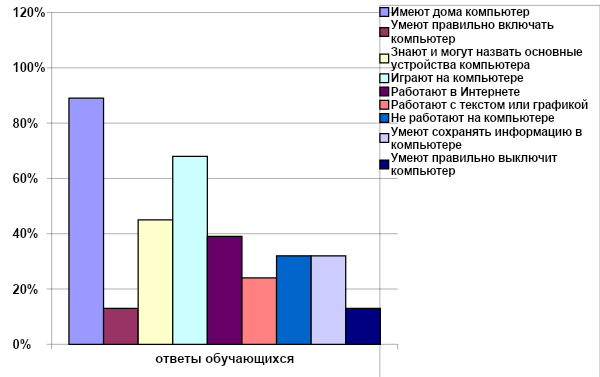 120%
100%
80%
60%
40%
20%
0%
ответы обучающихся
Имеют дома компьютер
Умеют правильно включать
компьютер
Знают и могут назвать основные
устройства компьютера
Играют на компьютере
Работают в Интернете
Работают с текстом или графикой
Не работают на компьютере
Умеют сохранять информацию в
компьютере
Умеют правильно выключит
компьютер